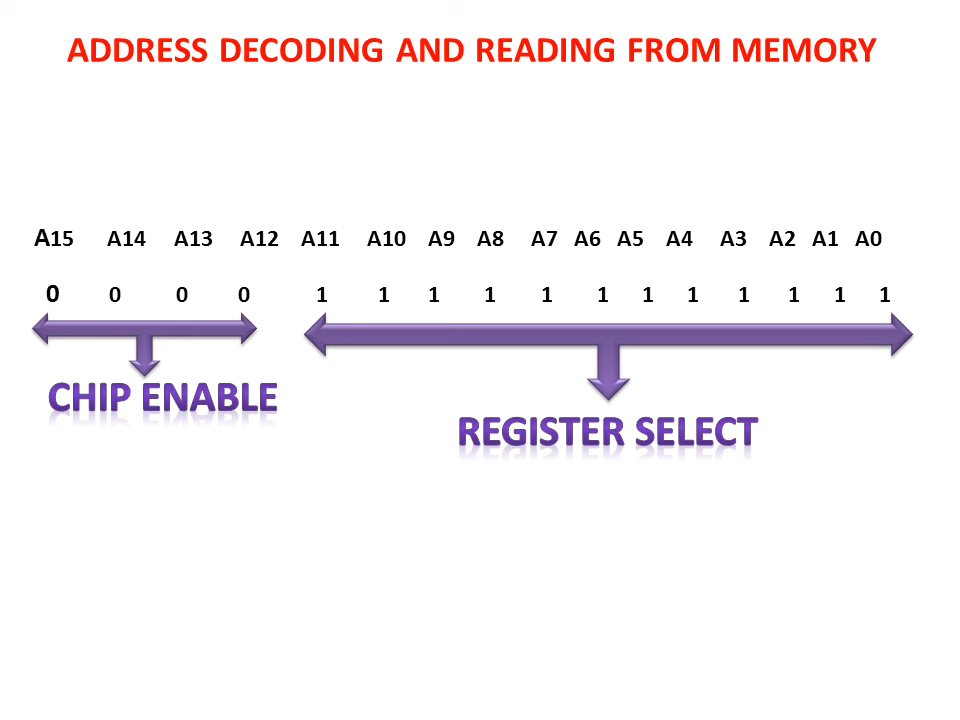 ADDRESS DECODING AND READING FROM MEMORY
A15 A14 A13 A12 A11 A10 A9 A8 A7 A6 A5 A4 A3 A2 A1 A0
0 0 0 0 1 1 1 1 1 1 1 1 1 1 1 1
CHIP ENABLE
REGISTER SELECT